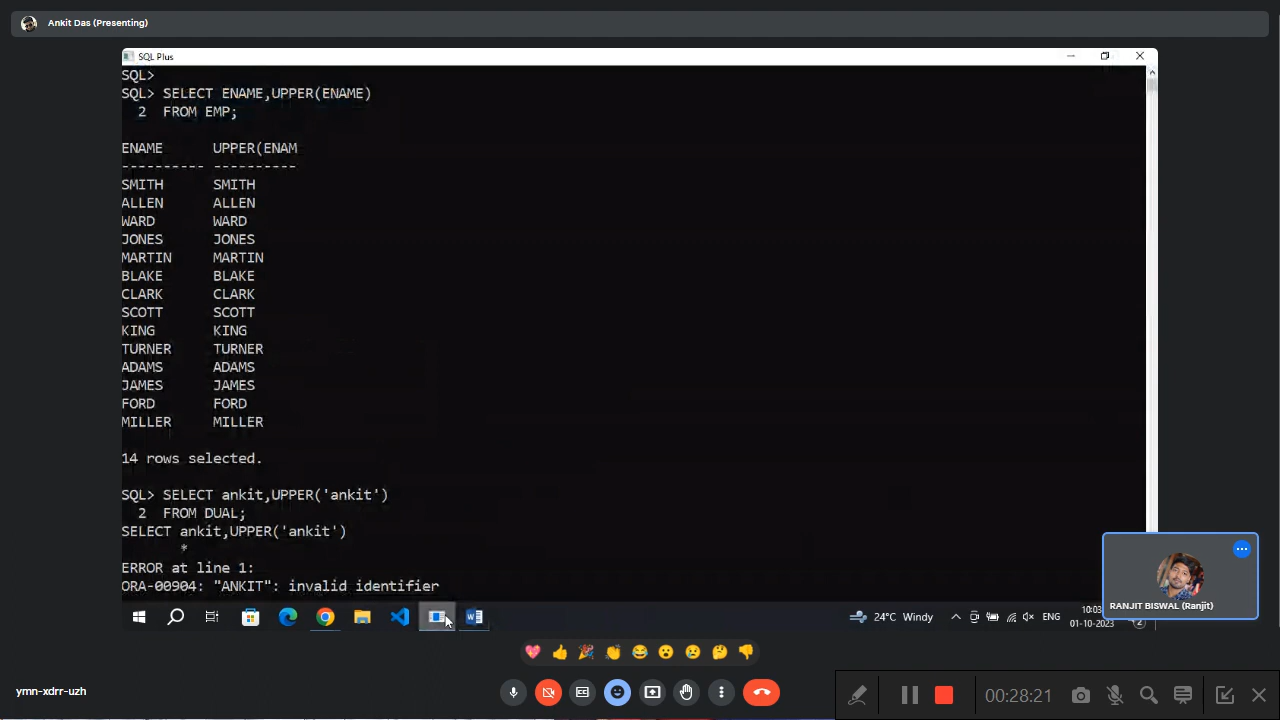 Ankit Das (Presenting)
SQL Plus
SQL>
SQL> SELECT ENAME,UPPER(ENAME)
2 FROM EMP;
ENAME UPPER(ENAM
---------- ----------
SMITH SMITH
ALLEN ALLEN
WARD WARD
JONES JONES
MARTIN MARTIN
BLAKE BLAKE
CLARK CLARK
SCOTT SCOTT
KING KING
TURNER TURNER
ADAMS ADAMS
JAMES JAMES
FORD FORD
MILLER MILLER
14 rows selected.
SQL> SELECT ankit,UPPER('ankit')
2 FROM DUAL;
SELECT ankit,UPPER('ankit')
*
ERROR at line 1:
ORA-00904: "ANKIT": invalid identifier
RANJIT BISWAL (Ranjit)
24°C Windy
ENG
10:03
01-10-2023
2
ymn-xdrr-uzh
00:28:21